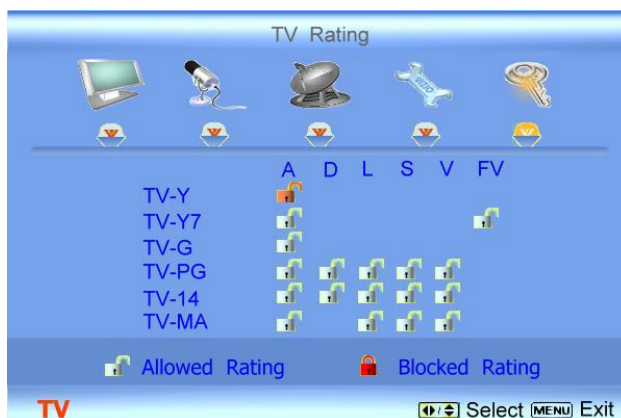 TV Rating
VIZIO
A D L S V FV
TV-Y
TV-Y7
TV-G
TV-PG
TV-14
TV-MA
Allowed Rating Blocked Rating
TV Select MENU Exit